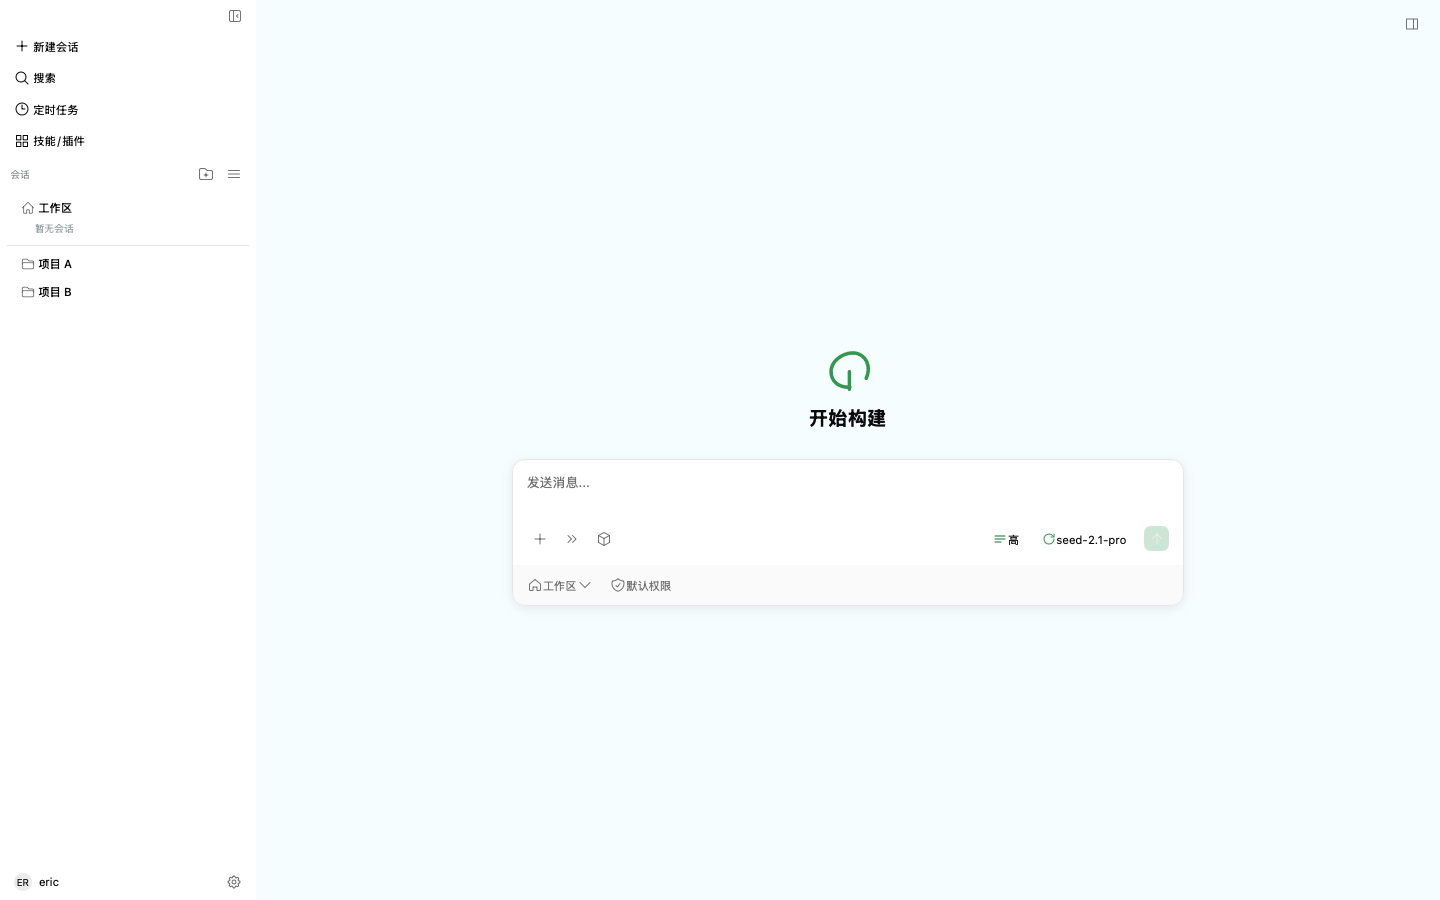 新建会话
搜索
定时任务
技能/插件
会话
工作区
暂无会话
项目 A
项目 B
ER eric
开始构建
发送消息...
高 seed-2.1-pro
工作区 默认权限